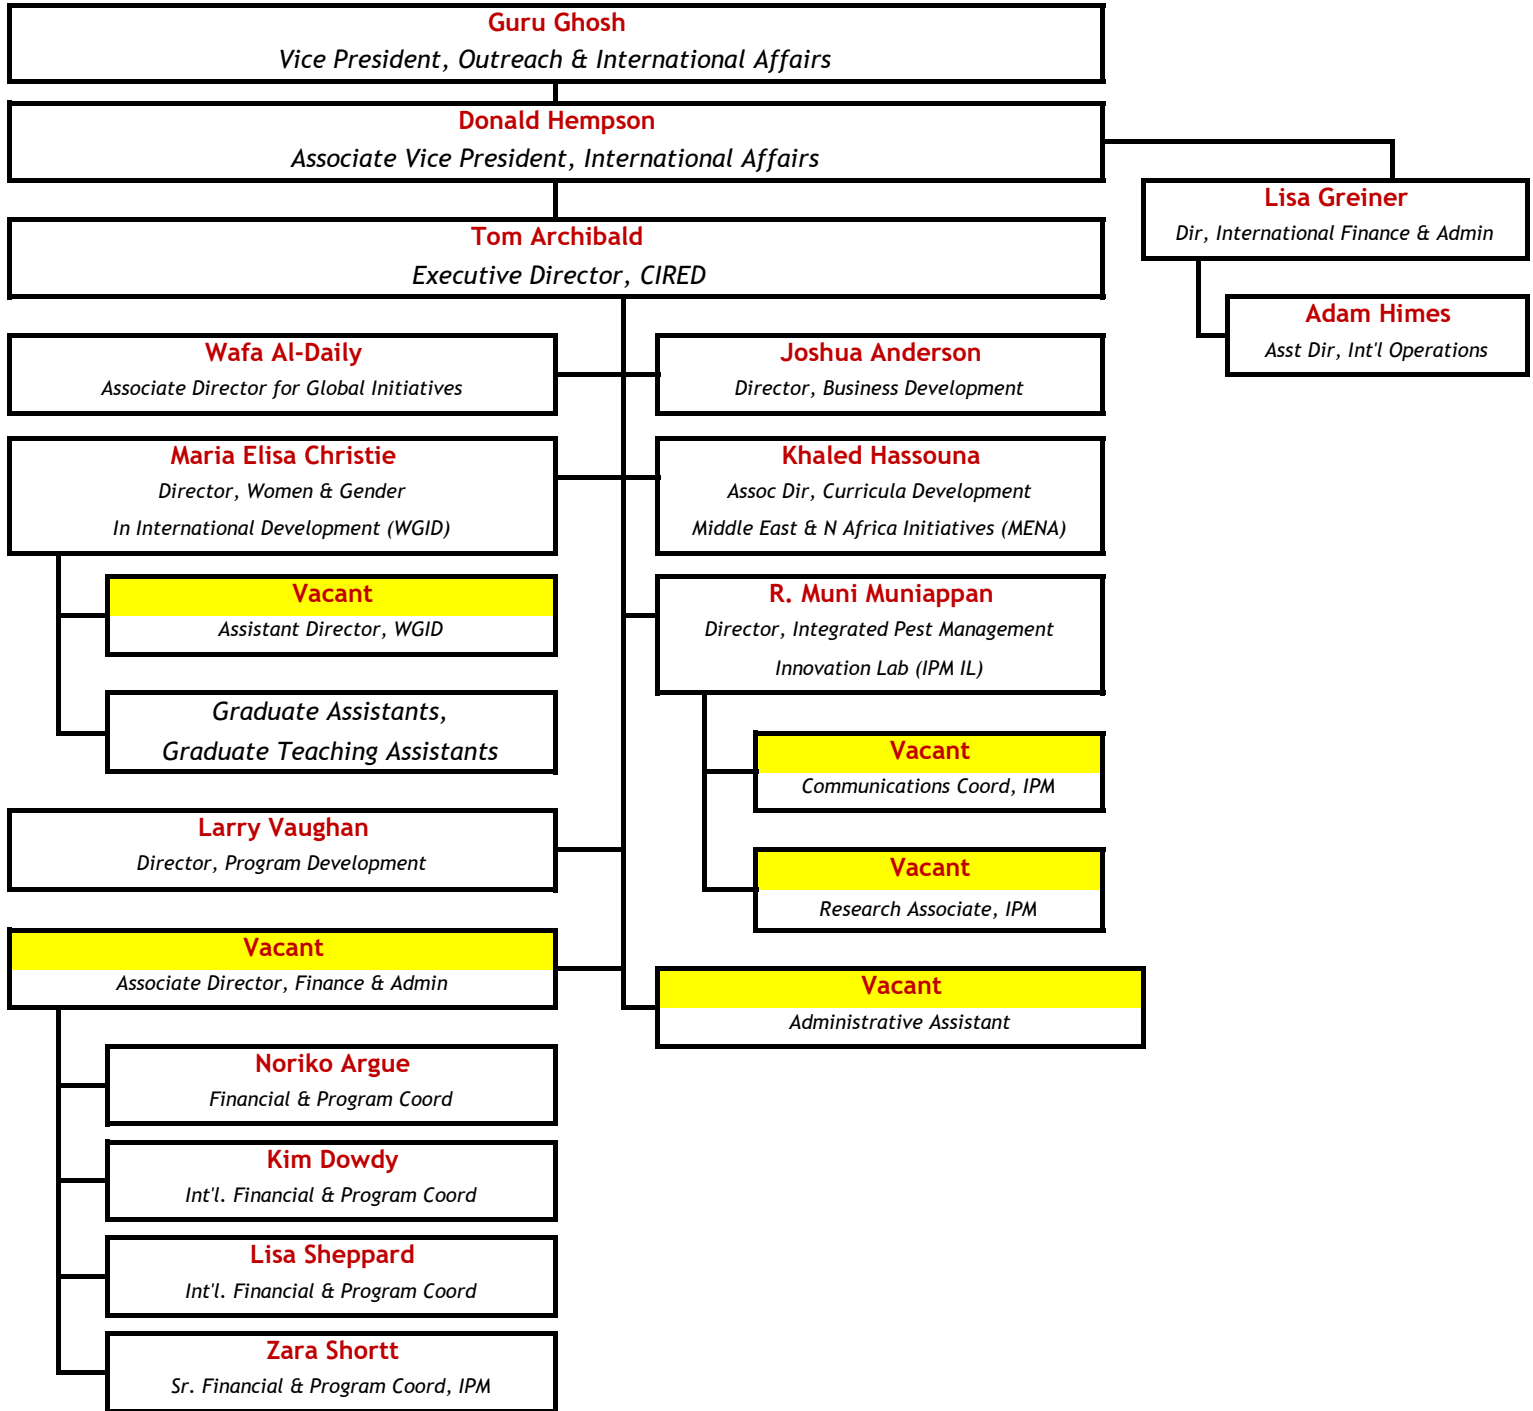 Guru Ghosh
Vice President, Outreach & International Affairs
Donald Hempson
Associate Vice President, International Affairs
Lisa Greiner
Dir, International Finance & Admin
Tom Archibald
Executive Director, CIRED
Adam Himes
Asst Dir, Int'l Operations
Wafa Al-Daily
Associate Director for Global Initiatives
Joshua Anderson
Director, Business Development
Maria Elisa Christie
Director, Women & Gender
In International Development (WGID)
Khaled Hassouna
Assoc Dir, Curricula Development
Middle East & N Africa Initiatives (MENA)
Vacant
Assistant Director, WGID
R. Muni Muniappan
Director, Integrated Pest Management
Innovation Lab (IPM IL)
Graduate Assistants,
Graduate Teaching Assistants
Vacant
Communications Coord, IPM
Larry Vaughan
Director, Program Development
Vacant
Research Associate, IPM
Vacant
Associate Director, Finance & Admin
Vacant
Administrative Assistant
Noriko Argue
Financial & Program Coord
Kim Dowdy
Int'l. Financial & Program Coord
Lisa Sheppard
Int'l. Financial & Program Coord
Zara Shortt
Sr. Financial & Program Coord, IPM